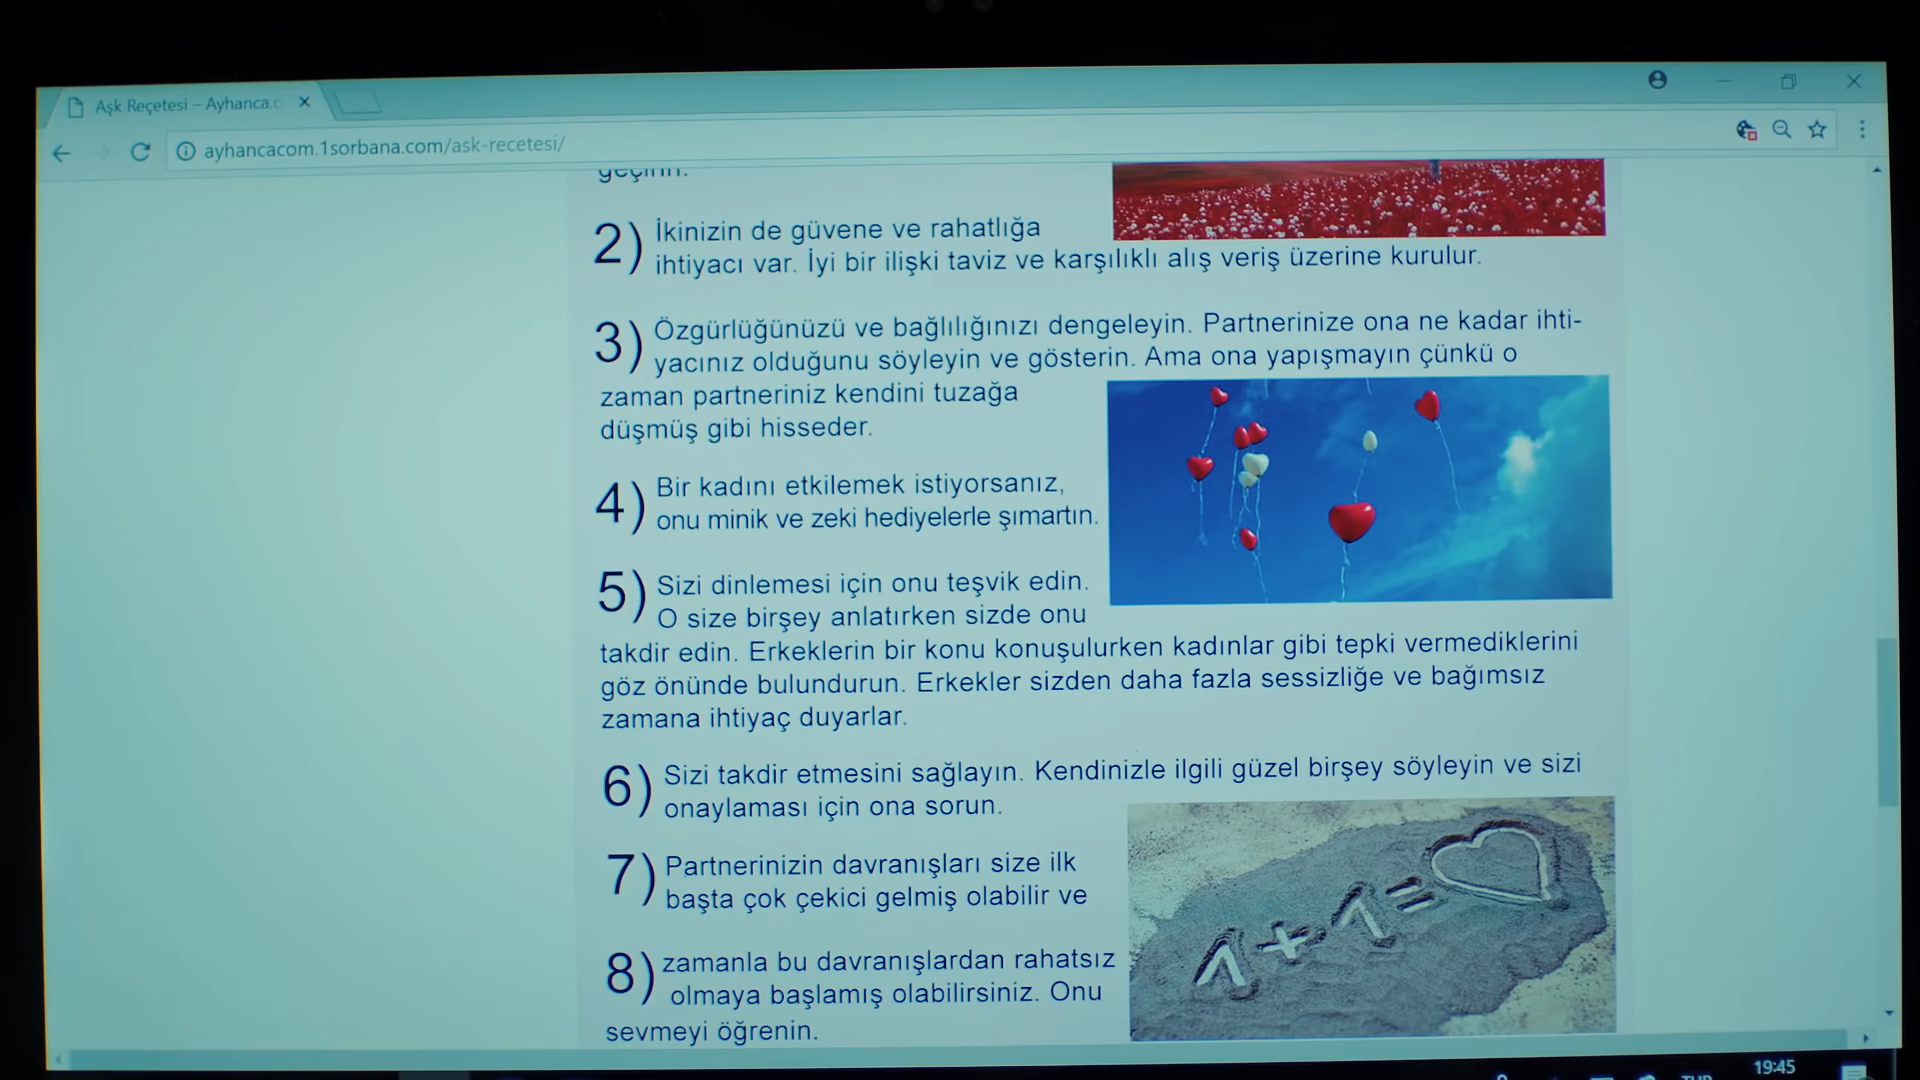 Aşk Reçetesi – Ayhanca.c
ayhancacom.1sorbana.com/ask-recetesi/
geçirin.
2) İkinizin de güvene ve rahatlığa
ihtiyacı var. İyi bir ilişki taviz ve karşılıklı alış veriş üzerine kurulur.
3) Özgürlüğünüzü ve bağlılığınızı dengeleyin. Partnerinize ona ne kadar ihti-
yacınız olduğunu söyleyin ve gösterin. Ama ona yapışmayın çünkü o
zaman partneriniz kendini tuzağa
düşmüş gibi hisseder.
4) Bir kadını etkilemek istiyorsanız,
onu minik ve zeki hediyelerle şımartın.
5) Sizi dinlemesi için onu teşvik edin.
O size birşey anlatırken sizde onu
takdir edin. Erkeklerin bir konu konuşulurken kadınlar gibi tepki vermediklerini
göz önünde bulundurun. Erkekler sizden daha fazla sessizliğe ve bağımsız
zamana ihtiyaç duyarlar.
6) Sizi takdir etmesini sağlayın. Kendinizle ilgili güzel birşey söyleyin ve sizi
onaylaması için ona sorun.
7) Partnerinizin davranışları size ilk
başta çok çekici gelmiş olabilir ve
1+1=
8) zamanla bu davranışlardan rahatsız
olmaya başlamış olabilirsiniz. Onu
sevmeyi öğrenin.
19:45